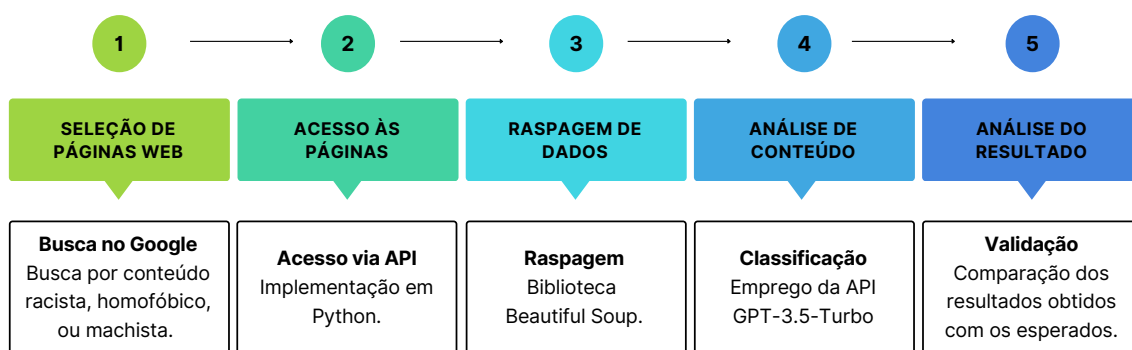 1
2
3
4
5
SELEÇÃO DE
PÁGINAS WEB
ACESSO ÀS
PÁGINAS
RASPAGEM DE
DADOS
ANÁLISE DE
CONTEÚDO
ANÁLISE DO
RESULTADO
Busca no Google
Busca por conteúdo
racista, homofóbico,
ou machista.
Acesso via API
Implementação em
Python.
Raspagem
Biblioteca
Beautiful Soup.
Classificação
Emprego da API
GPT-3.5-Turbo
Validação
Comparação dos
resultados obtidos
com os esperados.